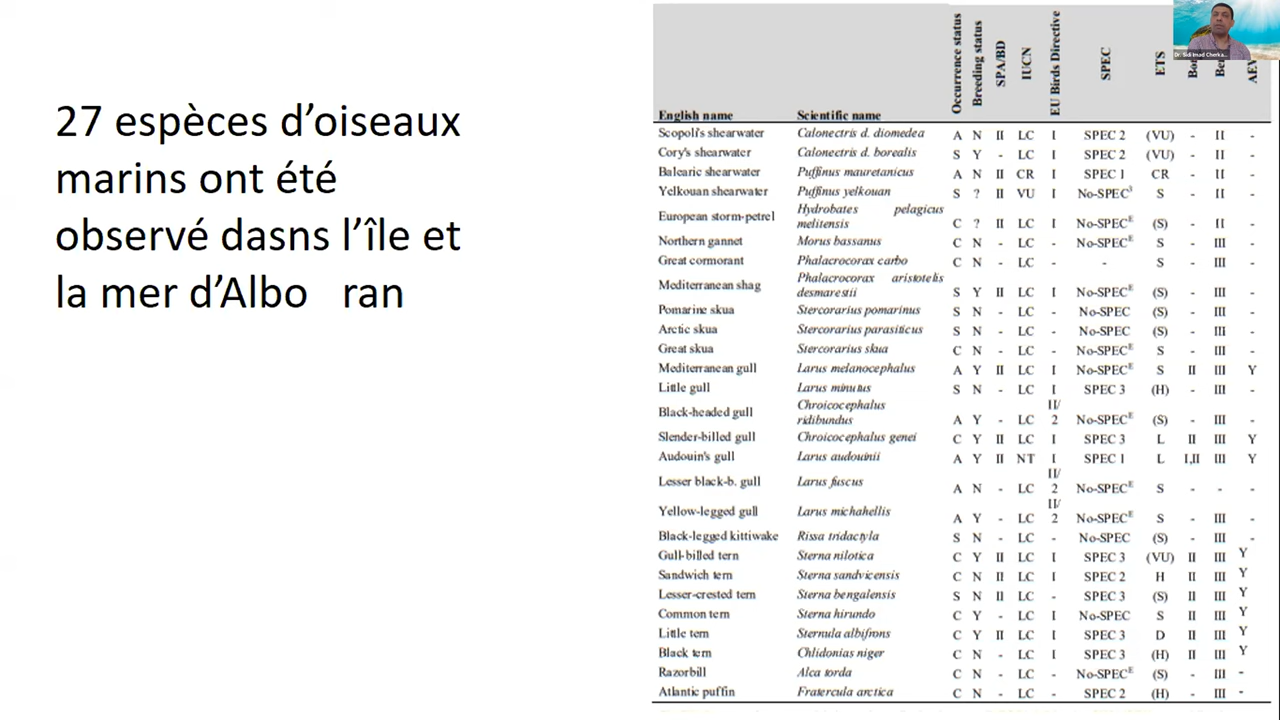 27 espèces d’oiseaux
marins ont été
observé dasns l’île et
la mer d’Albo ran
English name Scientific name Occurrence status Breeding status SPA/BD IUCN EU Birds Directive SPEC ETS
Scopoli's shearwater Calonectris d. diomedea A N II LC I SPEC 2 (VU) - II -
Cory's shearwater Calonectris d. borealis S Y - LC I SPEC 2 (VU) - II -
Balearic shearwater Puffinus mauretanicus A N II CR I SPEC 1 CR - II -
Yelkouan shearwater Puffinus yelkouan S ? II VU I No-SPEC³ S - II -
European storm-petrel Hydrobates pelagicus melitensis C ? II LC I No-SPECᴱ (S) - II -
Northern gannet Morus bassanus C N - LC - No-SPECᴱ S - III -
Great cormorant Phalacrocorax carbo C N - LC - S - III -
Mediterranean shag Phalacrocorax aristotelis desmarestii S Y II LC I No-SPECᴱ (S) - III -
Pomarine skua Stercorarius pomarinus S N - LC - No-SPEC (S) - III -
Arctic skua Stercorarius parasiticus S N - LC - No-SPEC (S) - III -
Great skua Stercorarius skua C N - LC - No-SPECᴱ S - III -
Mediterranean gull Larus melanocephalus A Y II LC I No-SPECᴱ S II III Y
Little gull Larus minutus S N - LC I SPEC 3 (H) - III -
Black-headed gull Chroicocephalus ridibundus A Y - LC II/2 No-SPECᴱ (S) - III -
Slender-billed gull Chroicocephalus genei C Y II LC I SPEC 3 L II III Y
Audouin's gull Larus audouinii A Y II NT I SPEC 1 L I,II III Y
Lesser black-b. gull Larus fuscus A N - LC II/2 No-SPECᴱ S - - -
Yellow-legged gull Larus michahellis A Y - LC II/2 No-SPECᴱ S - III -
Black-legged kittiwake Rissa tridactyla S N - LC - No-SPEC (S) - III -
Gull-billed tern Sterna nilotica C Y II LC I SPEC 3 (VU) II III Y
Sandwich tern Sterna sandvicensis C N II LC I SPEC 2 H II III Y
Lesser-crested tern Sterna bengalensis S N II LC - SPEC 3 (S) II III Y
Common tern Sterna hirundo C Y - LC I No-SPEC S II III Y
Little tern Sternula albifrons C Y II LC I SPEC 3 D II III Y
Black tern Chlidonias niger C N - LC I SPEC 3 (H) II III Y
Razorbill Alca torda C N - LC - No-SPECᴱ (S) - III -
Atlantic puffin Fratercula arctica C N - LC - SPEC 2 (H) - III -
Dr. Sidi Imad Cherka...